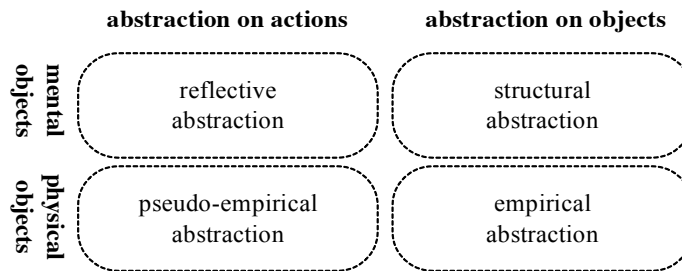 abstraction on actions abstraction on objects
mental
objects
reflective
abstraction
structural
abstraction
physical
objects
pseudo-empirical
abstraction
empirical
abstraction